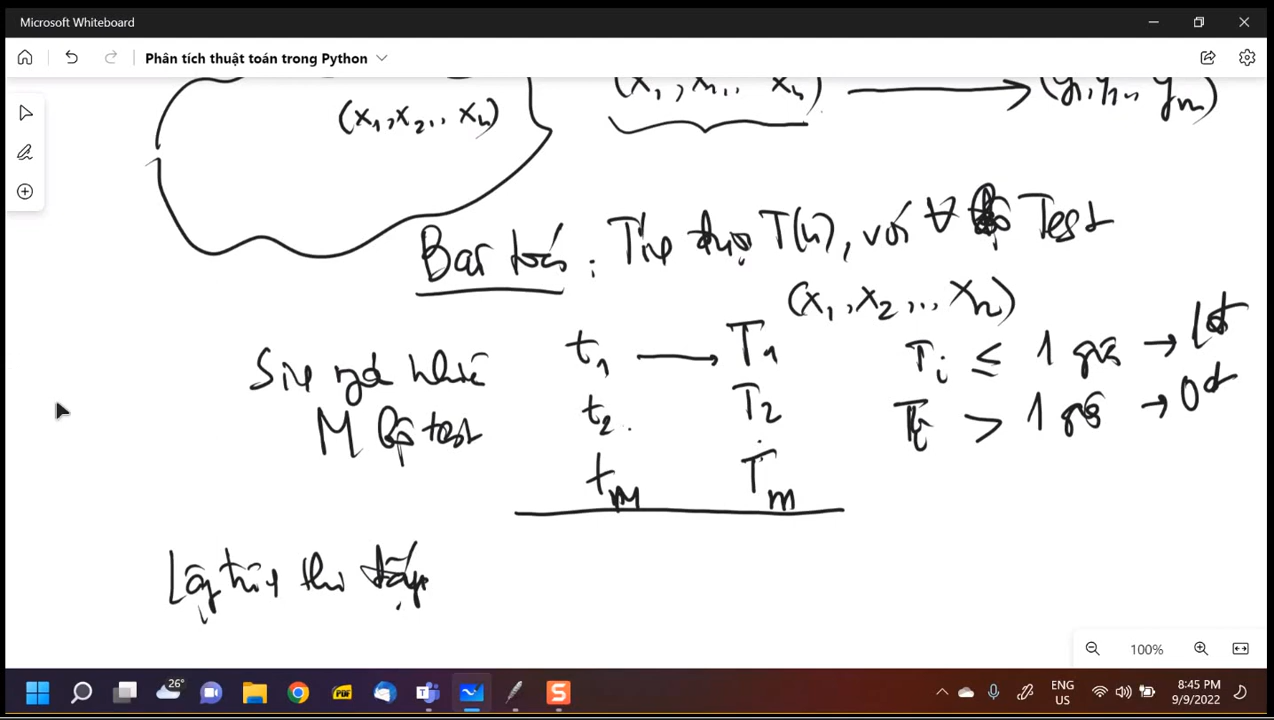 Microsoft Whiteboard
Phân tích thuật toán trong Python
(x₁, x₂, .. xₙ)
(x₁, x₂, .. xₙ) → (y₁, y₂, .. yₘ)
Bài toán : Thu được T(n), với ∀ bộ Test
(x₁, x₂, ... xₙ)
Sinh ngẫu nhiên
M bộ test
t₁ → T₁
t₂ T₂
tₘ Tₘ
Tᵢ ≤ 1 giây → 1đ
Tᵢ > 1 giây → 0đ
Lập trình thi đấu
100%
26°
PDF
ENG
US
8:45 PM
9/9/2022